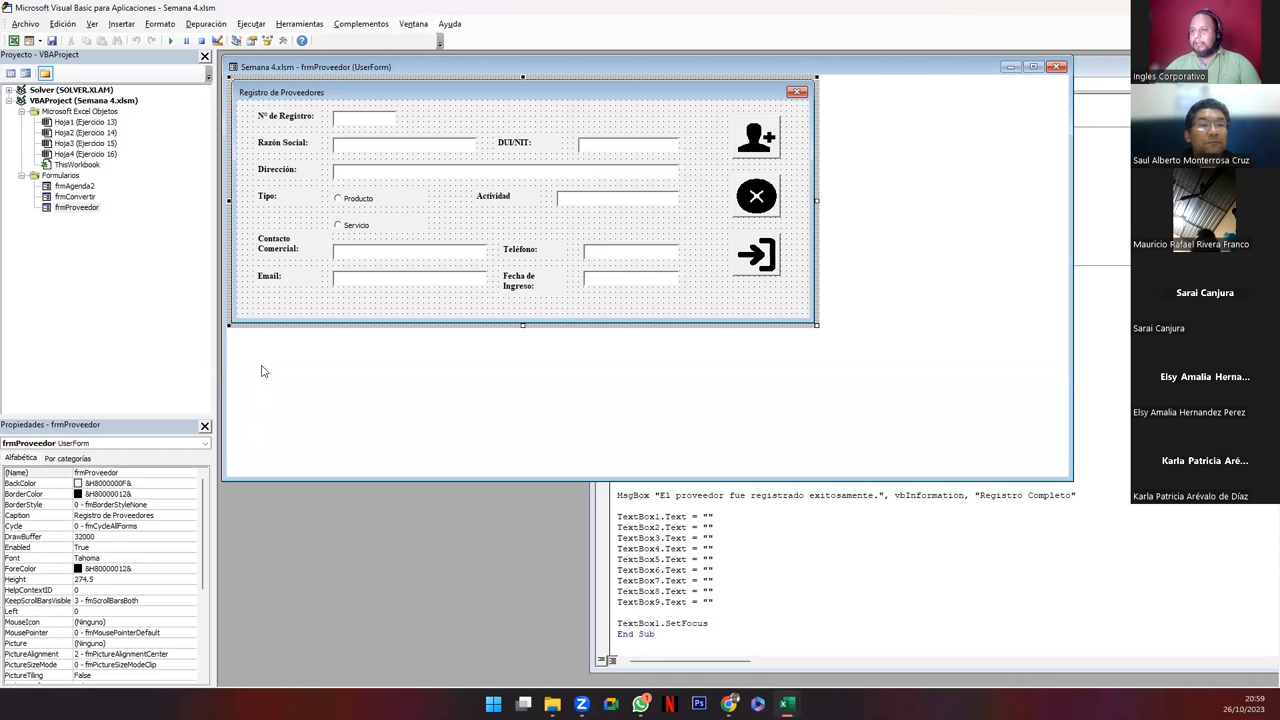 Microsoft Visual Basic para Aplicaciones - Semana 4.xlsm
Archivo Edición Ver Insertar Formato Depuración Ejecutar Herramientas Complementos Ventana Ayuda
Proyecto - VBAProject
Solver (SOLVER.XLAM)
VBAProject (Semana 4.xlsm)
Microsoft Excel Objetos
Hoja1 (Ejercicio 13)
Hoja2 (Ejercicio 14)
Hoja3 (Ejercicio 15)
Hoja4 (Ejercicio 16)
ThisWorkbook
Formularios
frmAgenda2
frmConvertir
frmProveedor
Propiedades - frmProveedor
frmProveedor UserForm
Alfabética Por categorías
(Name) frmProveedor
BackColor &H8000000F&
BorderColor &H80000012&
BorderStyle 0 - fmBorderStyleNone
Caption Registro de Proveedores
Cycle 0 - fmCycleAllForms
DrawBuffer 32000
Enabled True
Font Tahoma
ForeColor &H80000012&
Height 274.5
HelpContextID 0
KeepScrollBarsVisible 3 - fmScrollBarsBoth
Left 0
MouseIcon (Ninguno)
MousePointer 0 - fmMousePointerDefault
Picture (Ninguno)
PictureAlignment 2 - fmPictureAlignmentCenter
PictureSizeMode 0 - fmPictureSizeModeClip
PictureTiling False
Semana 4.xlsm - frmProveedor (UserForm)
Registro de Proveedores
N° de Registro:
Razón Social: DUI/NIT:
Dirección:
Tipo: Producto Actividad
Servicio
Contacto
Comercial: Teléfono:
Email: Fecha de
Ingreso:
MsgBox "El proveedor fue registrado exitosamente.", vbInformation, "Registro Completo"
TextBox1.Text = ""
TextBox2.Text = ""
TextBox3.Text = ""
TextBox4.Text = ""
TextBox5.Text = ""
TextBox6.Text = ""
TextBox7.Text = ""
TextBox8.Text = ""
TextBox9.Text = ""
TextBox1.SetFocus
End Sub
Ingles Corporativo
Saul Alberto Monterrosa Cruz
Mauricio Rafael Rivera Franco
Sarai Canjura
Sarai Canjura
Elsy Amalia Herna...
Elsy Amalia Hernandez Perez
Karla Patricia Aré...
Karla Patricia Arévalo de Díaz
1
20:59
26/10/2023